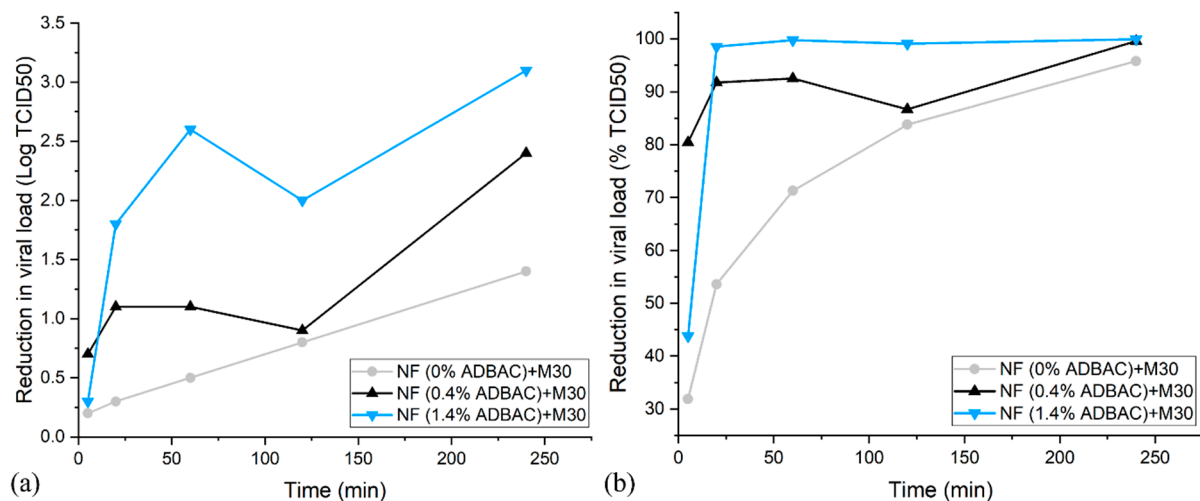 3.5
3.0
2.5
2.0
1.5
1.0
0.5
0.0
Reduction in viral load (Log TCID50)
NF (0% ADBAC)+M30
NF (0.4% ADBAC)+M30
NF (1.4% ADBAC)+M30
0 50 100 150 200 250
Time (min)
(a)
100
90
80
70
60
50
40
30
Reduction in viral load (% TCID50)
NF (0% ADBAC)+M30
NF (0.4% ADBAC)+M30
NF (1.4% ADBAC)+M30
0 50 100 150 200 250
Time (min)
(b)